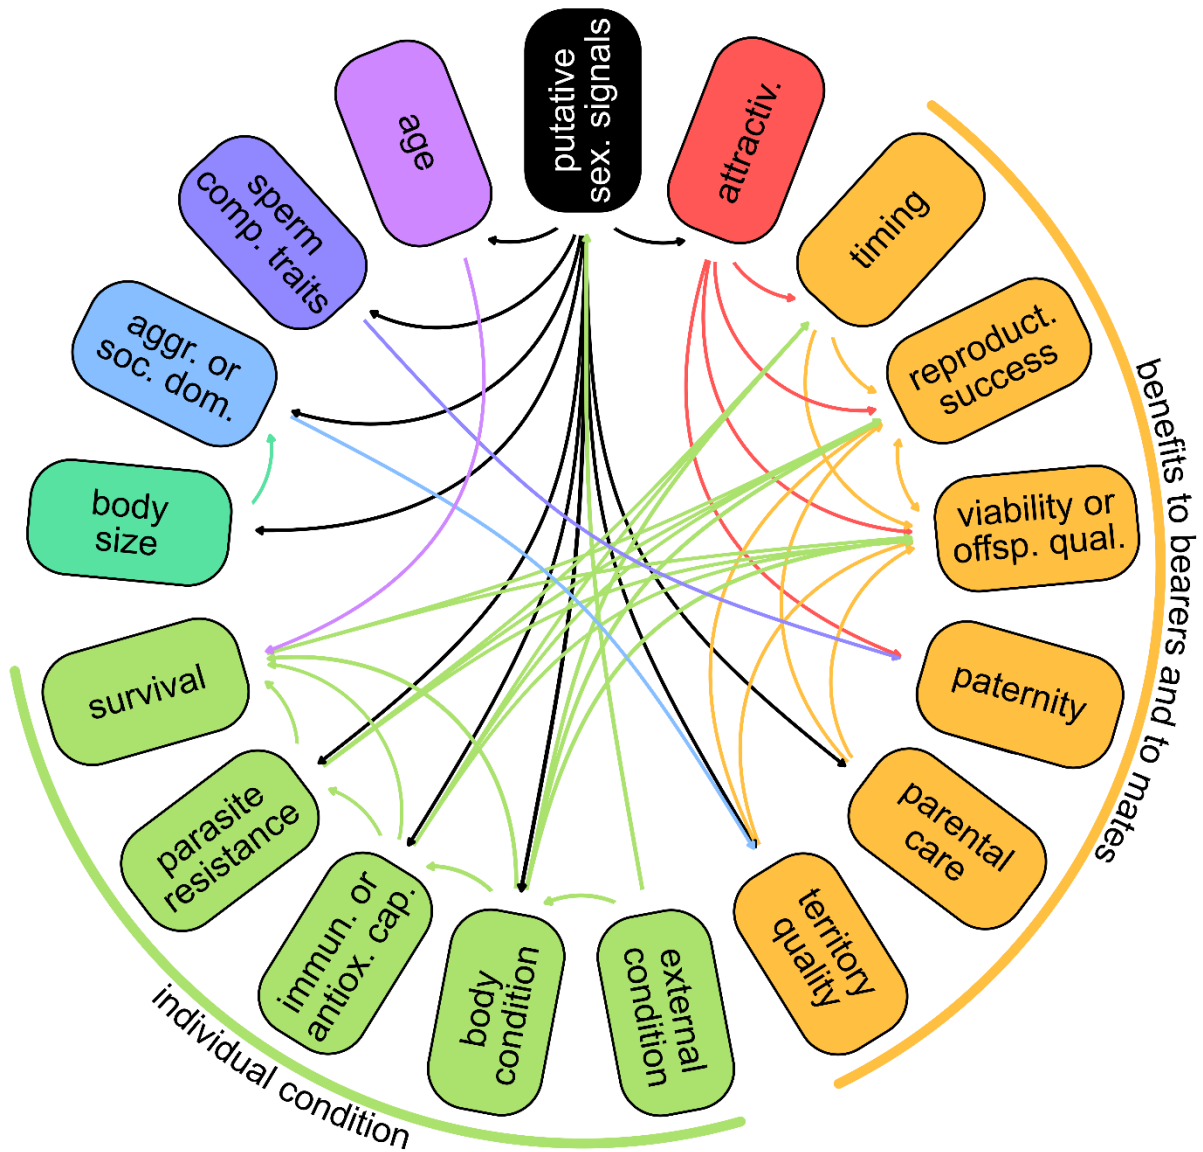 putative
sex. signals
attractiv.
timing
reproduct.
success
viability or
offsp. qual.
paternity
parental
care
territory
quality
external
condition
body
condition
immun. or
antiox. cap.
parasite
resistance
survival
body
size
aggr. or
soc. dom.
sperm
comp. traits
age
benefits to bearers and to mates
individual condition